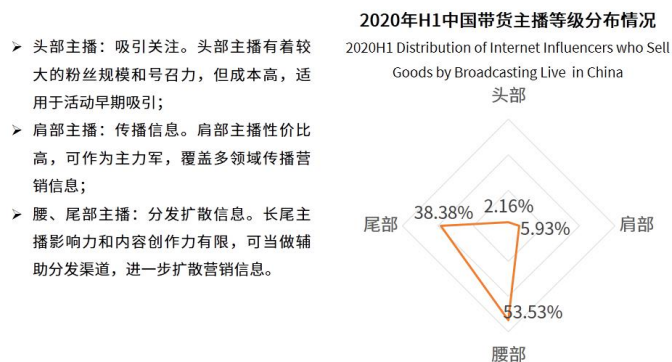 头部主播：吸引关注。头部主播有着较
大的粉丝规模和号召力，但成本高，适
用于活动早期吸引；
肩部主播：传播信息。肩部主播性价比
高，可作为主力军，覆盖多领域传播营
销信息；
腰、尾部主播：分发扩散信息。长尾主
播影响力和内容创作力有限，可当做辅
助分发渠道，进一步扩散营销信息。
2020年H1中国带货主播等级分布情况
2020H1 Distribution of Internet Influencers who Sell
Goods by Broadcasting Live in China
头部
2.16%
尾部
38.38%
5.93%
肩部
53.53%
腰部